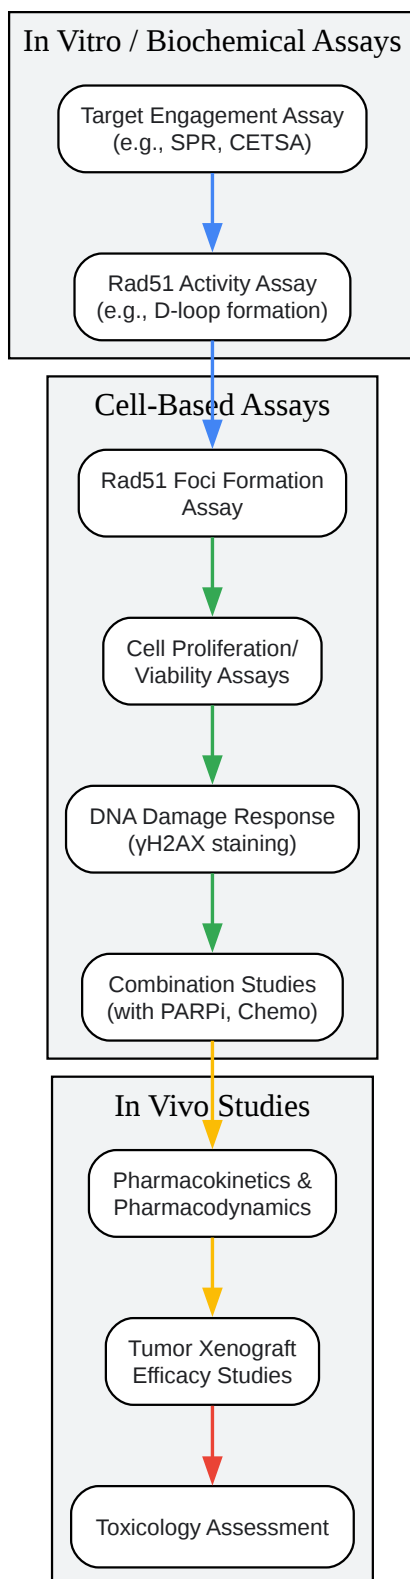 In Vitro / Biochemical Assays
Target Engagement Assay
(e.g., SPR, CETSA)
Rad51 Activity Assay
(e.g., D-loop formation)
Cell-Based Assays
Rad51 Foci Formation
Assay
Cell Proliferation/
Viability Assays
DNA Damage Response
(γH2AX staining)
Combination Studies
(with PARPi, Chemo)
In Vivo Studies
Pharmacokinetics &
Pharmacodynamics
Tumor Xenograft
Efficacy Studies
Toxicology Assessment